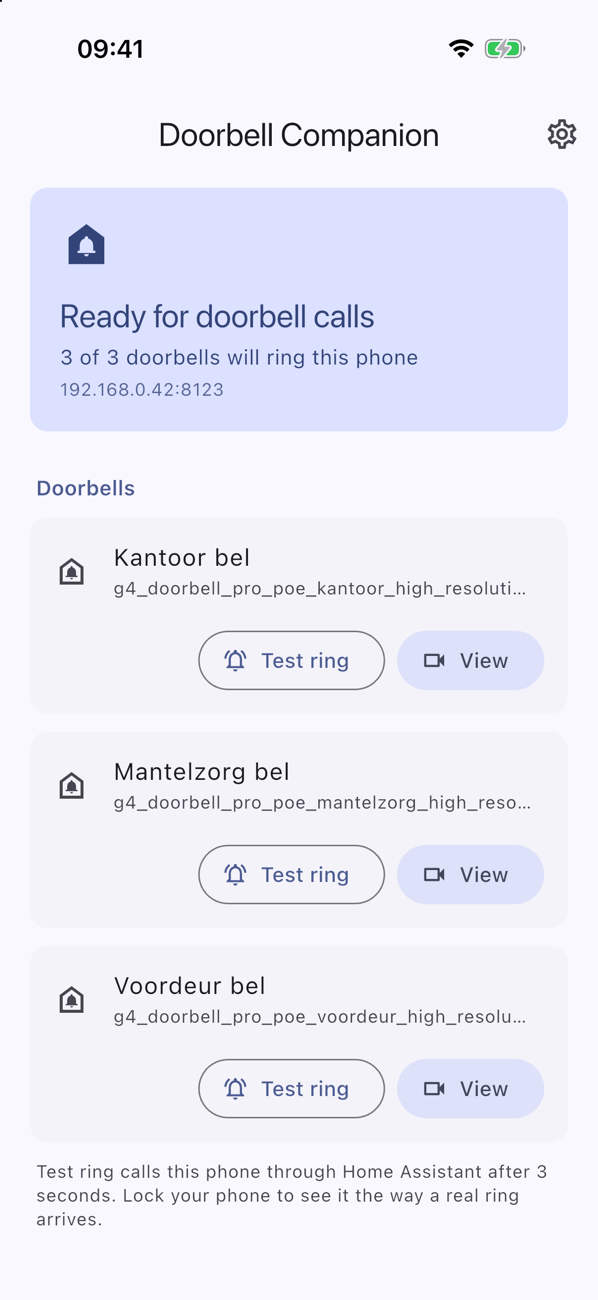 09:41
Doorbell Companion
Ready for doorbell calls
3 of 3 doorbells will ring this phone
192.168.0.42:8123
Doorbells
Kantoor bel
g4_doorbell_pro_poe_kantoor_high_resoluti...
Test ring
View
Mantelzorg bel
g4_doorbell_pro_poe_mantelzorg_high_reso...
Test ring
View
Voordeur bel
g4_doorbell_pro_poe_voordeur_high_resolu...
Test ring
View
Test ring calls this phone through Home Assistant after 3
seconds. Lock your phone to see it the way a real ring
arrives.